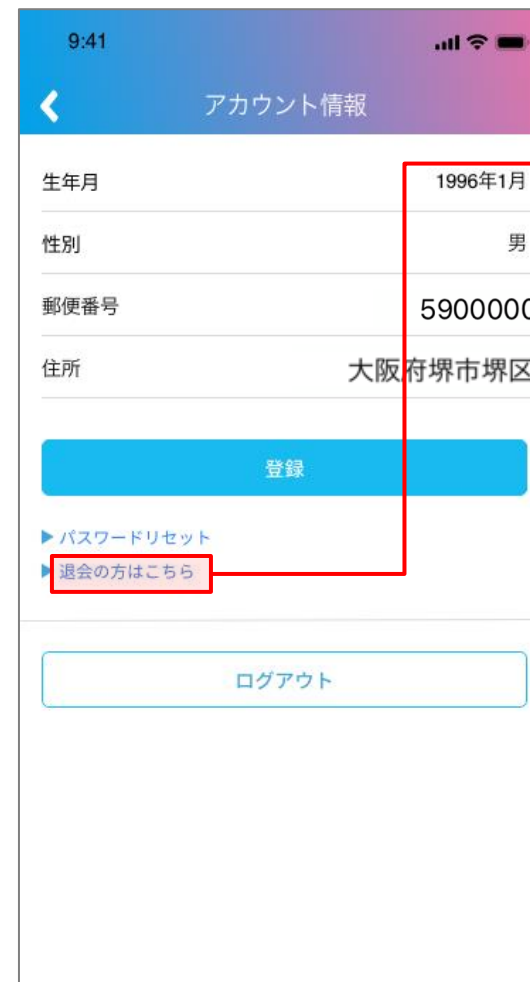 9:41
アカウント情報
生年月 1996年1月
性別 男
郵便番号 5900000
住所 大阪府堺市堺区
登録
▶ パスワードリセット
▶ 退会の方はこちら
ログアウト